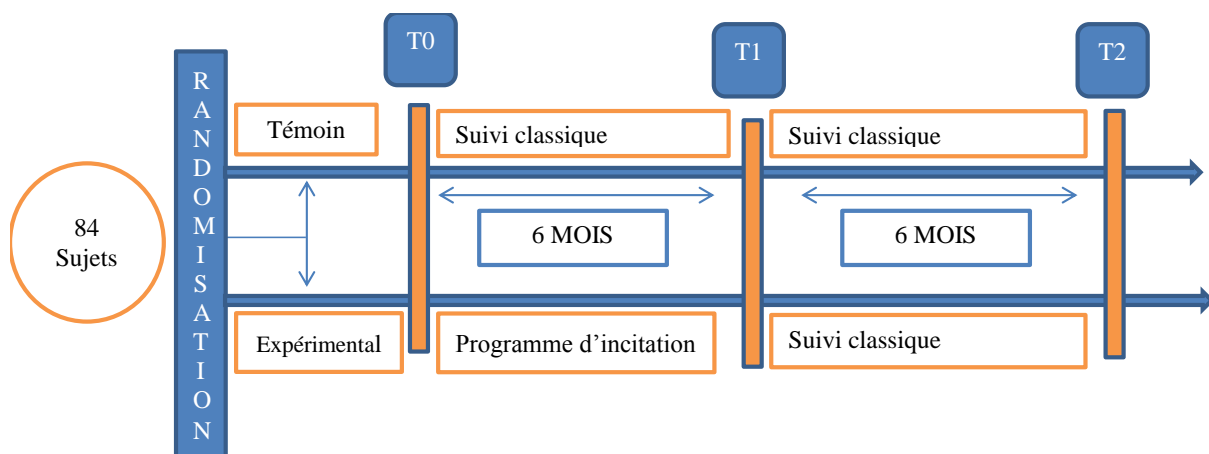 T0
T1
T2
RANDOMISATION
Témoin
Suivi classique
Suivi classique
84
Sujets
6 MOIS
6 MOIS
Expérimental
Programme d’incitation
Suivi classique